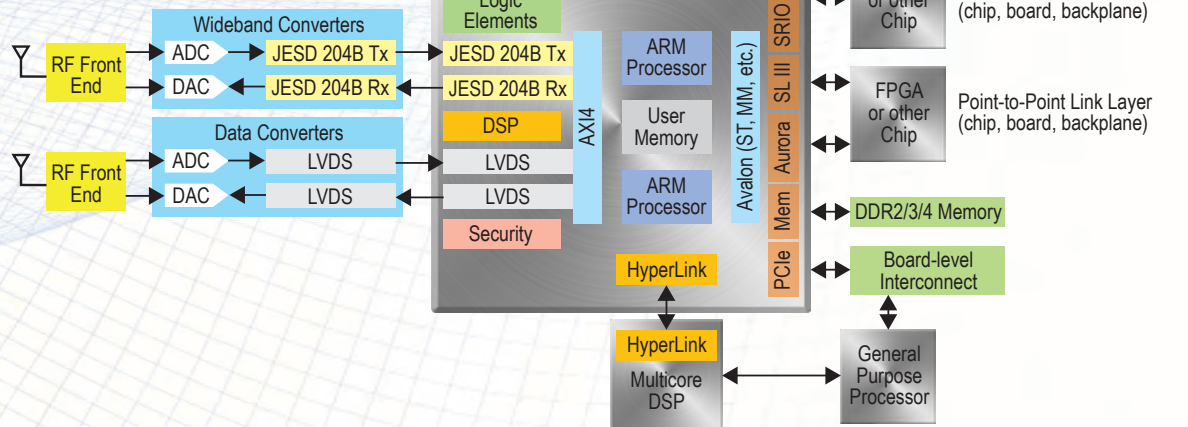 Logic
Elements
Wideband Converters
ADC
JESD 204B Tx
DAC
JESD 204B Rx
RF Front
End
JESD 204B Tx
JESD 204B Rx
DSP
Data Converters
ADC
LVDS
DAC
LVDS
RF Front
End
LVDS
LVDS
Security
AXI4
ARM
Processor
User
Memory
ARM
Processor
Avalon (ST, MM, etc.)
SRIO
SL III
Aurora
Mem
PCIe
or other
Chip
(chip, board, backplane)
FPGA
or other
Chip
Point-to-Point Link Layer
(chip, board, backplane)
DDR2/3/4 Memory
Board-level
Interconnect
HyperLink
HyperLink
Multicore
DSP
General
Purpose
Processor